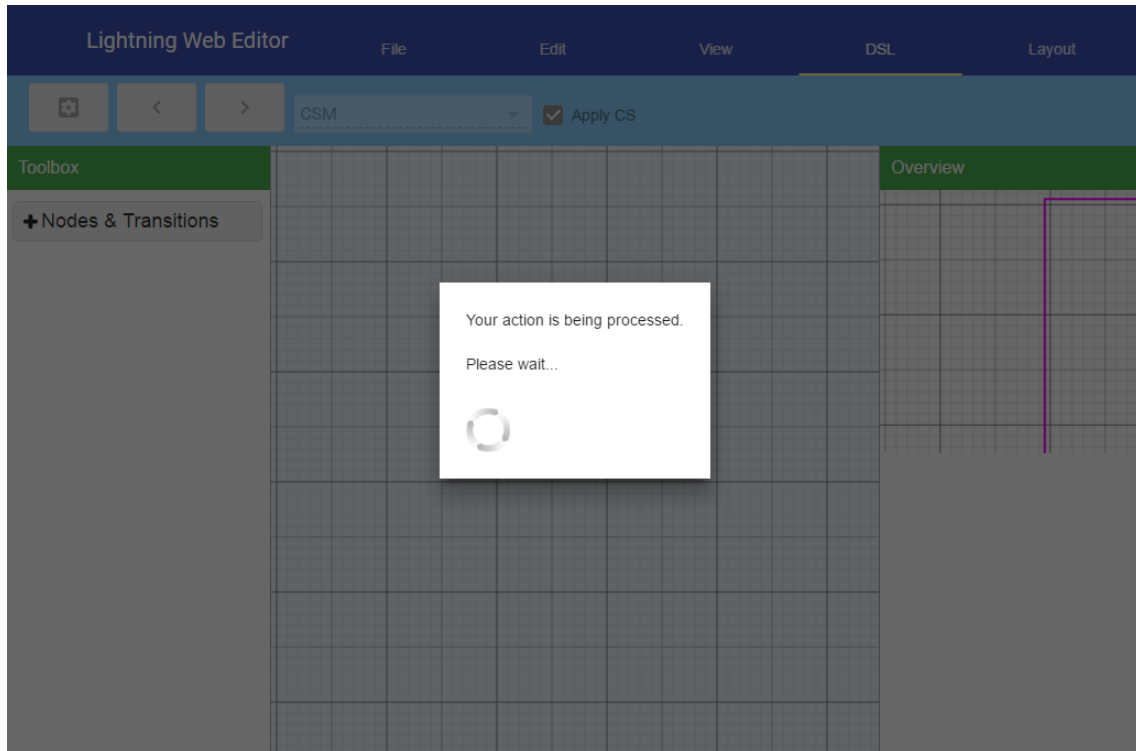 Lightning Web Editor
File
Edit
View
DSL
Layout
CSM
Apply CS
Toolbox
Overview
Nodes & Transitions
Your action is being processed.
Please wait...